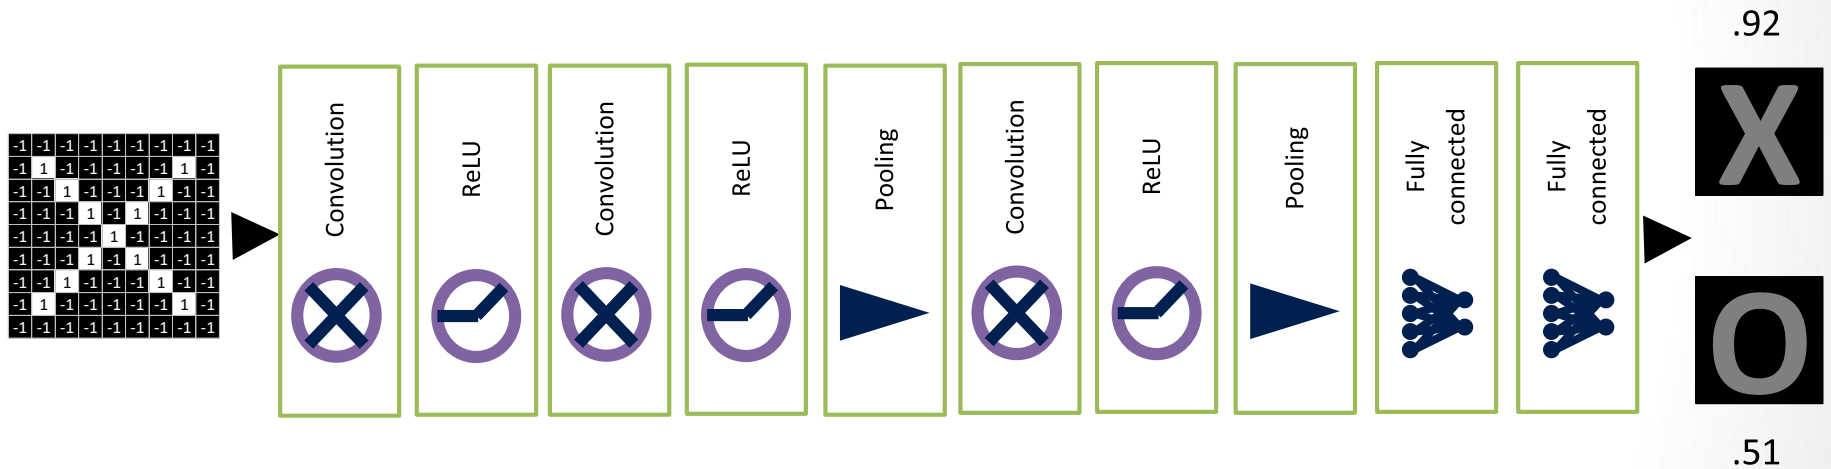 -1 -1 -1 -1 -1 -1 -1 -1 -1
-1 1 -1 -1 -1 -1 -1 1 -1
-1 -1 1 -1 -1 -1 1 -1 -1
-1 -1 -1 1 -1 1 -1 -1 -1
-1 -1 -1 -1 1 -1 -1 -1 -1
-1 -1 -1 1 -1 1 -1 -1 -1
-1 -1 1 -1 -1 -1 1 -1 -1
-1 1 -1 -1 -1 -1 -1 1 -1
-1 -1 -1 -1 -1 -1 -1 -1 -1
Convolution
ReLU
Convolution
ReLU
Pooling
Convolution
ReLU
Pooling
Fully
connected
Fully
connected
.92
X
O
.51